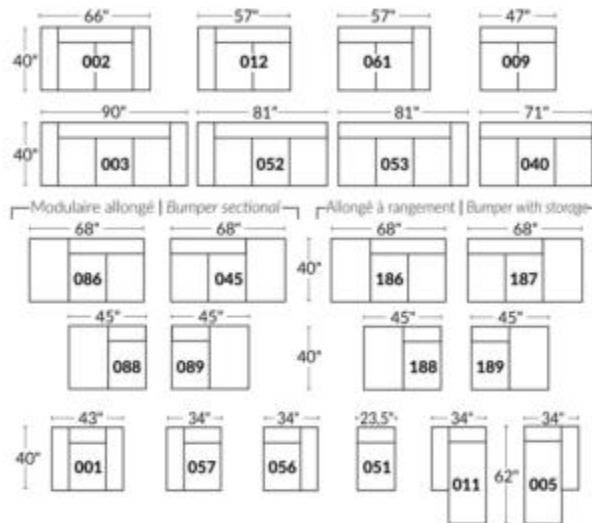 66" 57" 57" 47"
40" 002 012 061 009
90" 81" 81" 71"
40" 003 052 053 040
Modulaire allongé | Bumper sectional Allongé à rangement | Bumper with storage
68" 68" 68" 68"
086 045 40" 186 187
45" 45" 45" 45"
088 089 40" 188 189
43" 34" 34" 23,5" 34" 34"
40" 001 057 056 051 011 62" 005